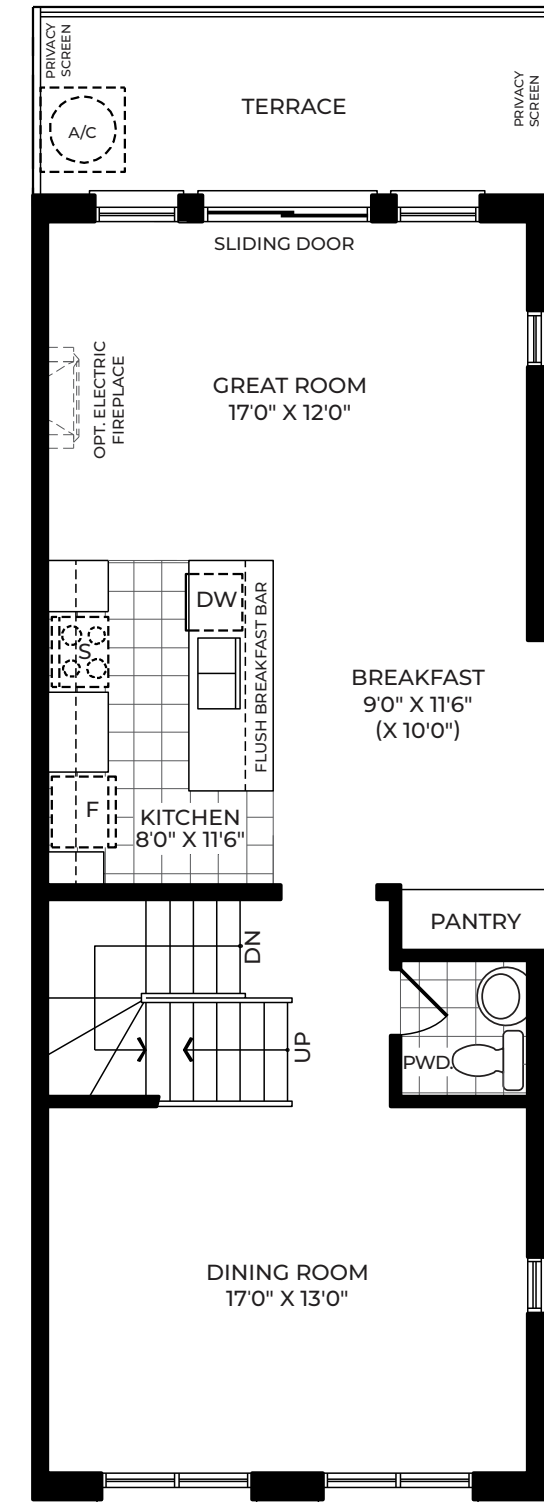 PRIVACY
SCREEN
A/C
TERRACE
PRIVACY
SCREEN
SLIDING DOOR
OPT. ELECTRIC
FIREPLACE
GREAT ROOM
17'0" X 12'0"
DW
S
FLUSH BREAKFAST BAR
BREAKFAST
9'0" X 11'6"
(X 10'0")
F
KITCHEN
8'0" X 11'6"
PANTRY
DN
UP
PWD.
DINING ROOM
17'0" X 13'0"